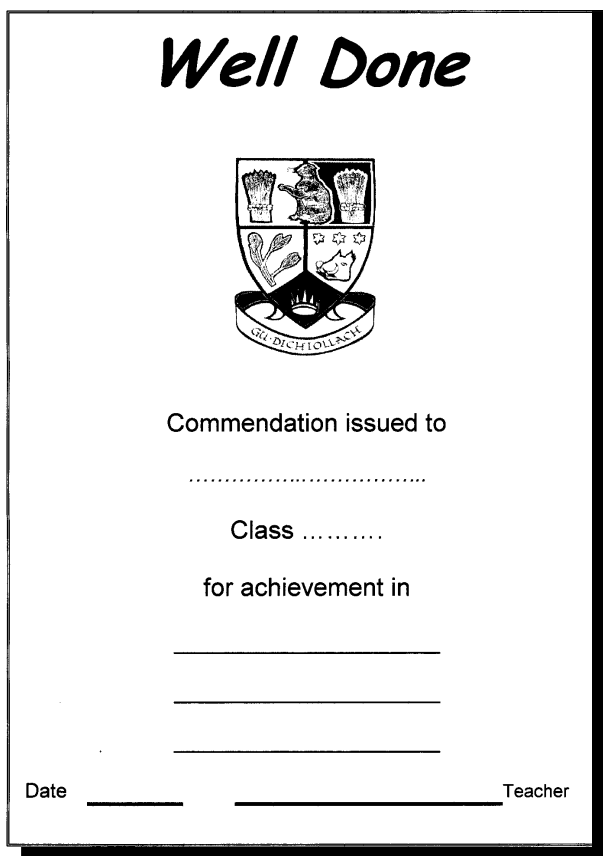 Well Done
GU·DICHIOLLACH
Commendation issued to
.................................
Class ..........
for achievement in
Date
Teacher